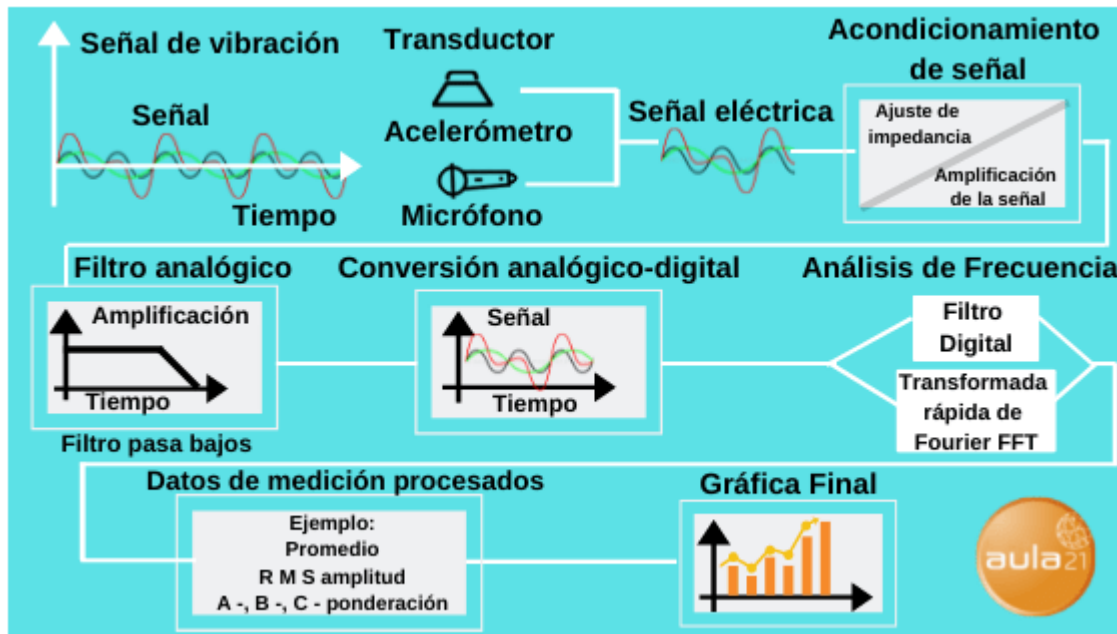 Señal de vibración
Señal
Tiempo
Transductor
Acelerómetro
Micrófono
Señal eléctrica
Acondicionamiento
de señal
Ajuste de
impedancia
Amplificación
de la señal
Filtro analógico
Amplificación
Tiempo
Filtro pasa bajos
Conversión analógico-digital
Señal
Tiempo
Análisis de Frecuencia
Filtro
Digital
Transformada
rápida de
Fourier FFT
Datos de medición procesados
Ejemplo:
Promedio
R M S amplitud
A -, B -, C - ponderación
Gráfica Final
aula21